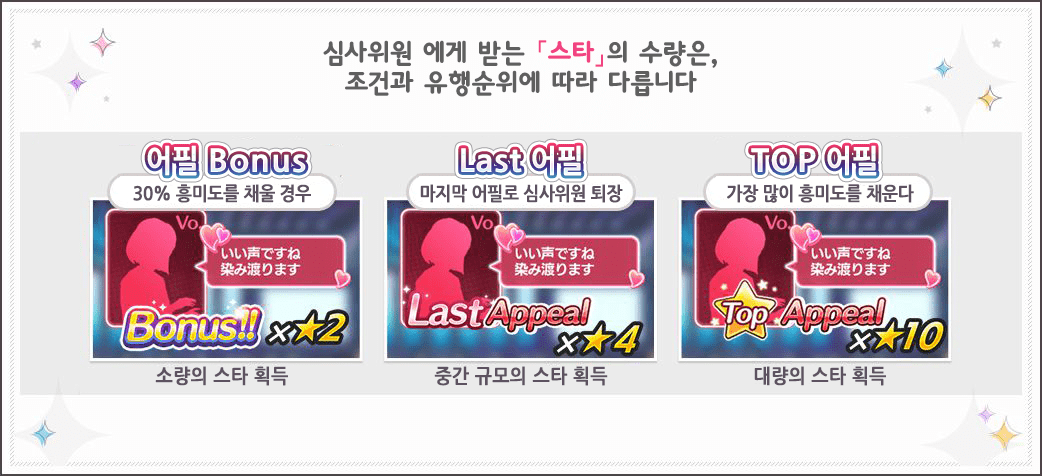 심사위원 에게 받는 「스타」의 수량은,
조건과 유행순위에 따라 다릅니다
어필 Bonus
30% 흥미도를 채울 경우
Vo.
いい声ですね
染み渡ります
Bonus!! ×★2
소량의 스타 획득
Last 어필
마지막 어필로 심사위원 퇴장
Vo.
いい声ですね
染み渡ります
Last Appeal
×★4
중간 규모의 스타 획득
TOP 어필
가장 많이 흥미도를 채운다
Vo.
いい声ですね
染み渡ります
Top Appeal
×★10
대량의 스타 획득